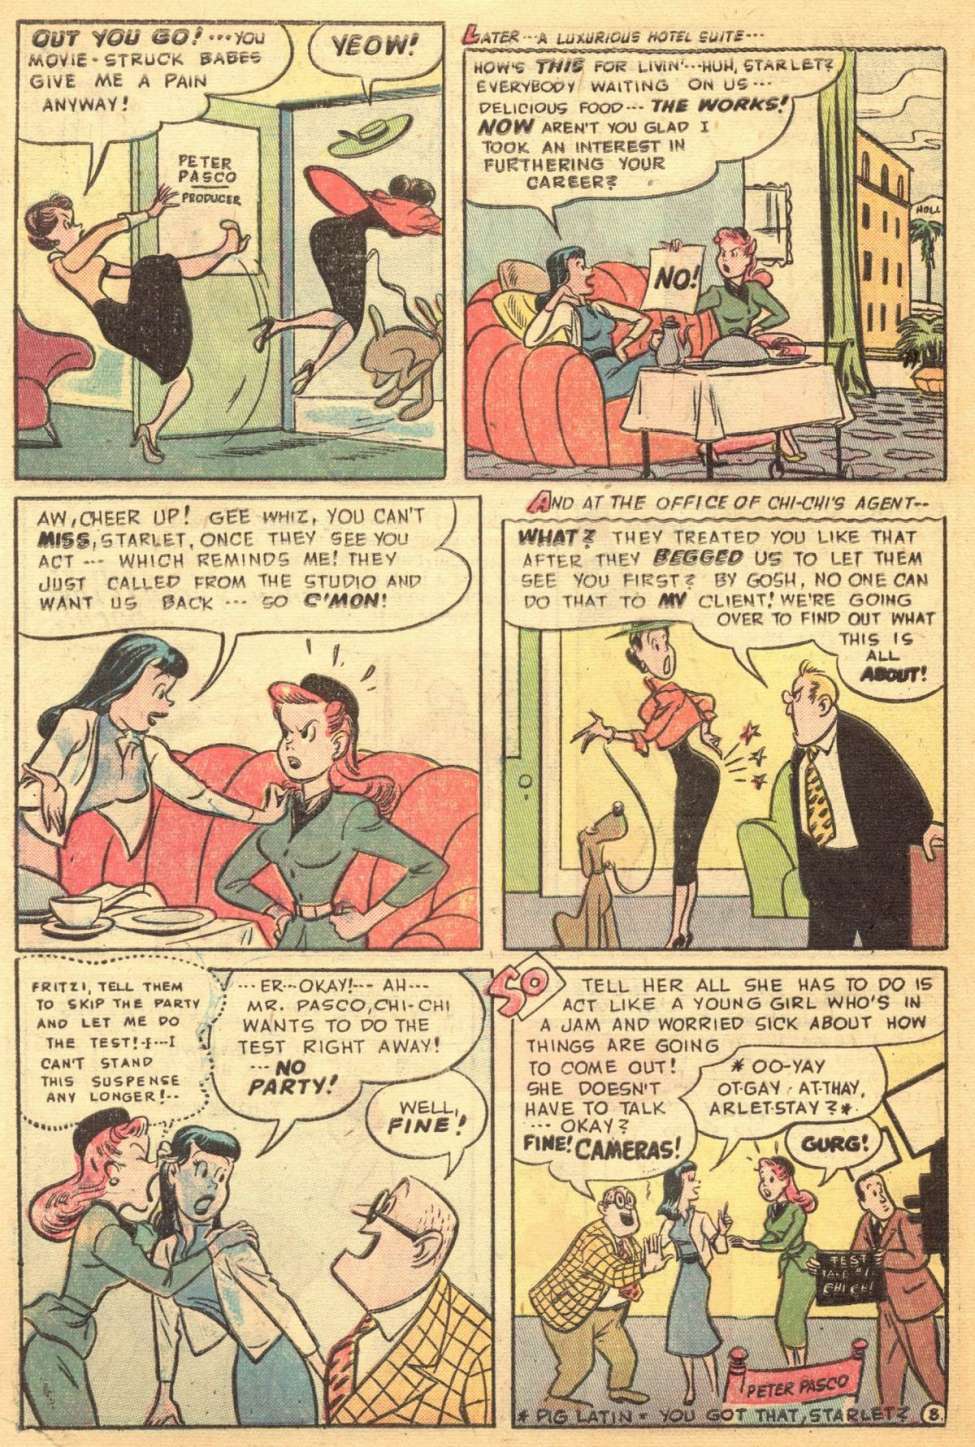 OUT YOU GO! ---YOU
MOVIE-STRUCK BABES
GIVE ME A PAIN
ANYWAY!
YEOW!
PETER
PASCO
PRODUCER
LATER---A LUXURIOUS HOTEL SUITE---
HOW'S THIS FOR LIVIN'---HUH, STARLET?
EVERYBODY WAITING ON US---
DELICIOUS FOOD--- THE WORKS!
NOW AREN'T YOU GLAD I
TOOK AN INTEREST IN
FURTHERING YOUR
CAREER?
NO!
HOLL
AW, CHEER UP! GEE WHIZ, YOU CAN'T
MISS, STARLET, ONCE THEY SEE YOU
ACT --- WHICH REMINDS ME! THEY
JUST CALLED FROM THE STUDIO AND
WANT US BACK --- SO C'MON!
AND AT THE OFFICE OF CHI-CHI'S AGENT--
WHAT? THEY TREATED YOU LIKE THAT
AFTER THEY BEGGED US TO LET THEM
SEE YOU FIRST? BY GOSH, NO ONE CAN
DO THAT TO MY CLIENT! WE'RE GOING
OVER TO FIND OUT WHAT
THIS IS
ALL
ABOUT!
FRITZI, TELL THEM
TO SKIP THE PARTY
AND LET ME DO
THE TEST!-I---I
CAN'T STAND
THIS SUSPENSE
ANY LONGER!--
---ER--OKAY!--- AH---
MR. PASCO, CHI-CHI
WANTS TO DO THE
TEST RIGHT AWAY!
---NO
PARTY!
WELL,
FINE!
SO
TELL HER ALL SHE HAS TO DO IS
ACT LIKE A YOUNG GIRL WHO'S IN
A JAM AND WORRIED SICK ABOUT HOW
THINGS ARE GOING
TO COME OUT!
SHE DOESN'T
HAVE TO TALK
--- OKAY?
FINE! CAMERAS!
* OO-YAY
OT-GAY AT-THAY,
ARLET-STAY?*
GURG!
TEST
TAKE #1
CHI CHI
PETER PASCO
* PIG LATIN = YOU GOT THAT, STARLET? 8